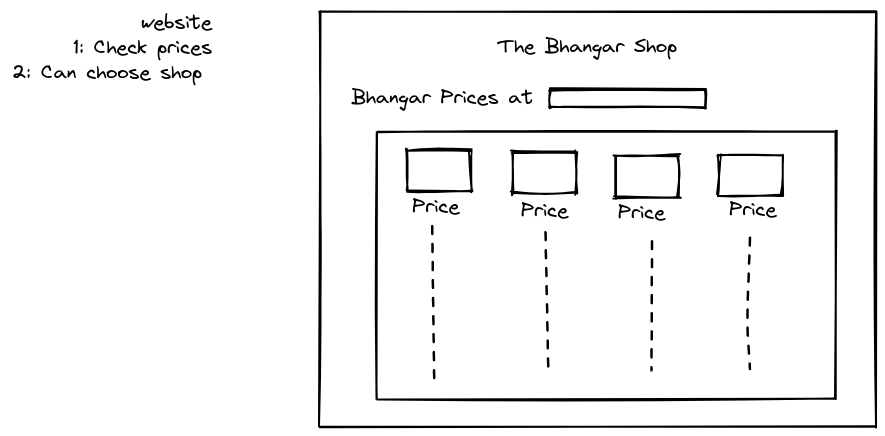 website
1: Check prices
2: Can choose shop
The Bhangar Shop
Bhangar Prices at
Price Price Price Price